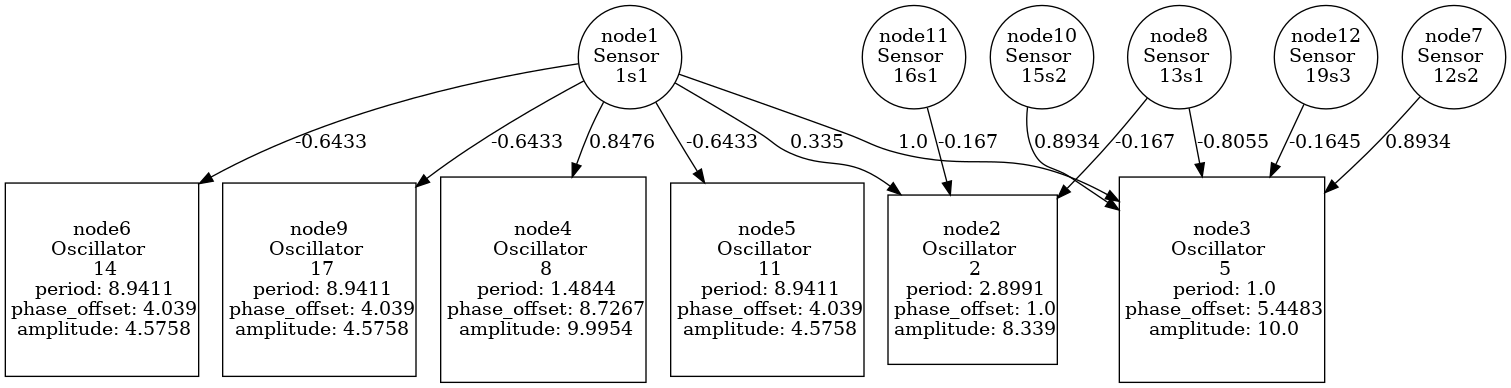 node1
Sensor
1s1
node11
Sensor
16s1
node10
Sensor
15s2
node8
Sensor
13s1
node12
Sensor
19s3
node7
Sensor
12s2
-0.6433
-0.6433
0.8476
-0.6433
0.335
1.0
-0.167
0.8934
-0.167
-0.8055
-0.1645
0.8934
node6
Oscillator
14
period: 8.9411
phase_offset: 4.039
amplitude: 4.5758
node9
Oscillator
17
period: 8.9411
phase_offset: 4.039
amplitude: 4.5758
node4
Oscillator
8
period: 1.4844
phase_offset: 8.7267
amplitude: 9.9954
node5
Oscillator
11
period: 8.9411
phase_offset: 4.039
amplitude: 4.5758
node2
Oscillator
2
period: 2.8991
phase_offset: 1.0
amplitude: 8.339
node3
Oscillator
5
period: 1.0
phase_offset: 5.4483
amplitude: 10.0